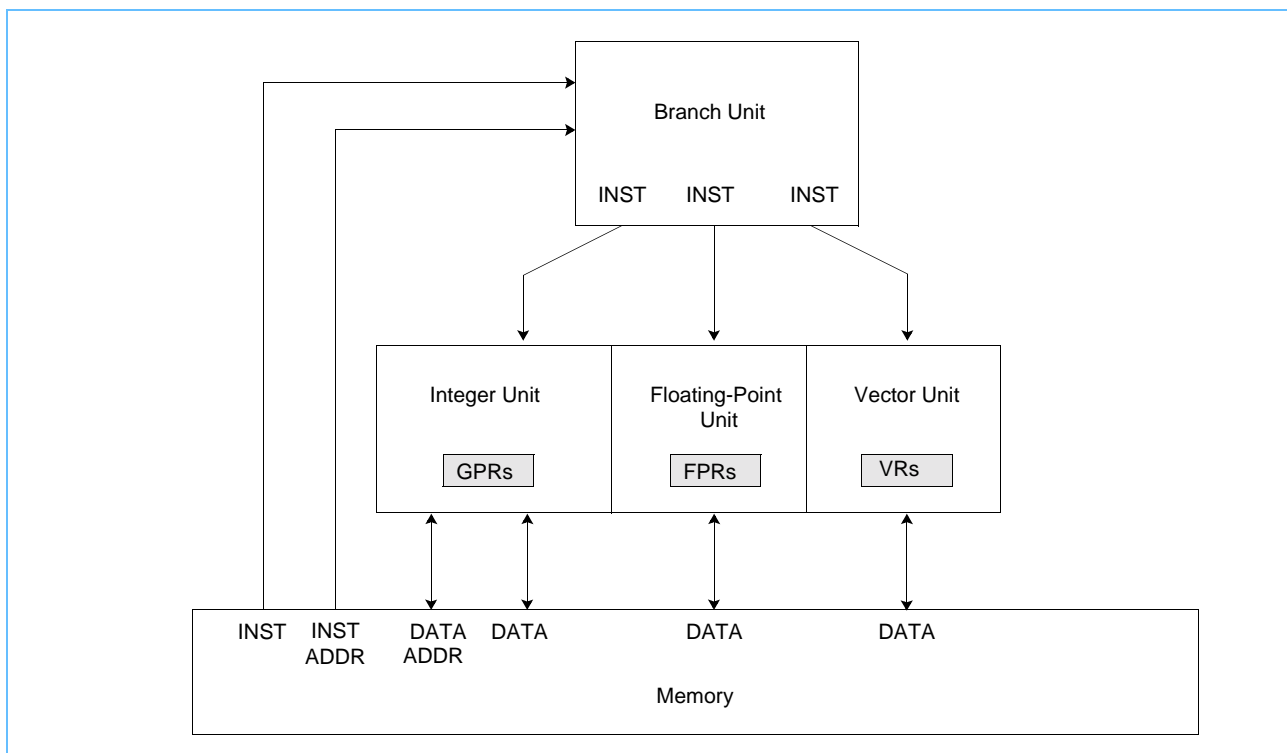 Branch Unit
INST INST INST
Integer Unit
Floating-Point
Unit
Vector Unit
GPRs
FPRs
VRs
INST
INST
ADDR
DATA
ADDR
DATA
DATA
DATA
Memory